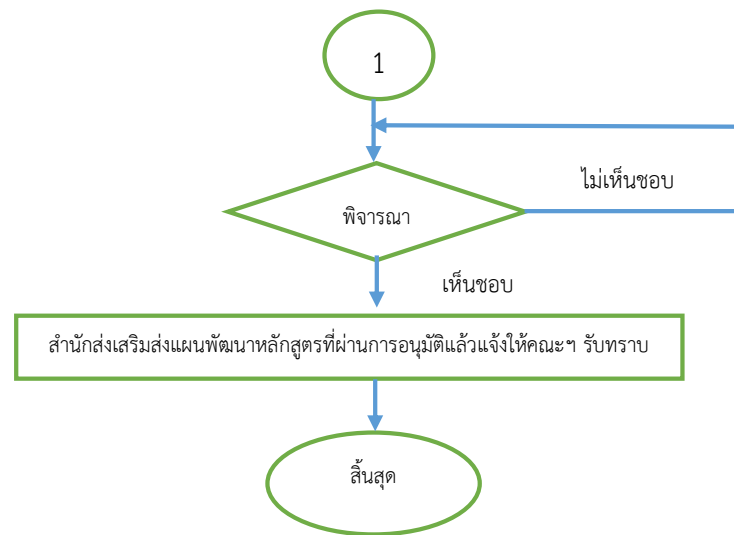 1
ไม่เห็นชอบ
พิจารณา
เห็นชอบ
สำนักส่งเสริมส่งแผนพัฒนาหลักสูตรที่ผ่านการอนุมัติแล้วแจ้งให้คณะฯ รับทราบ
สิ้นสุด